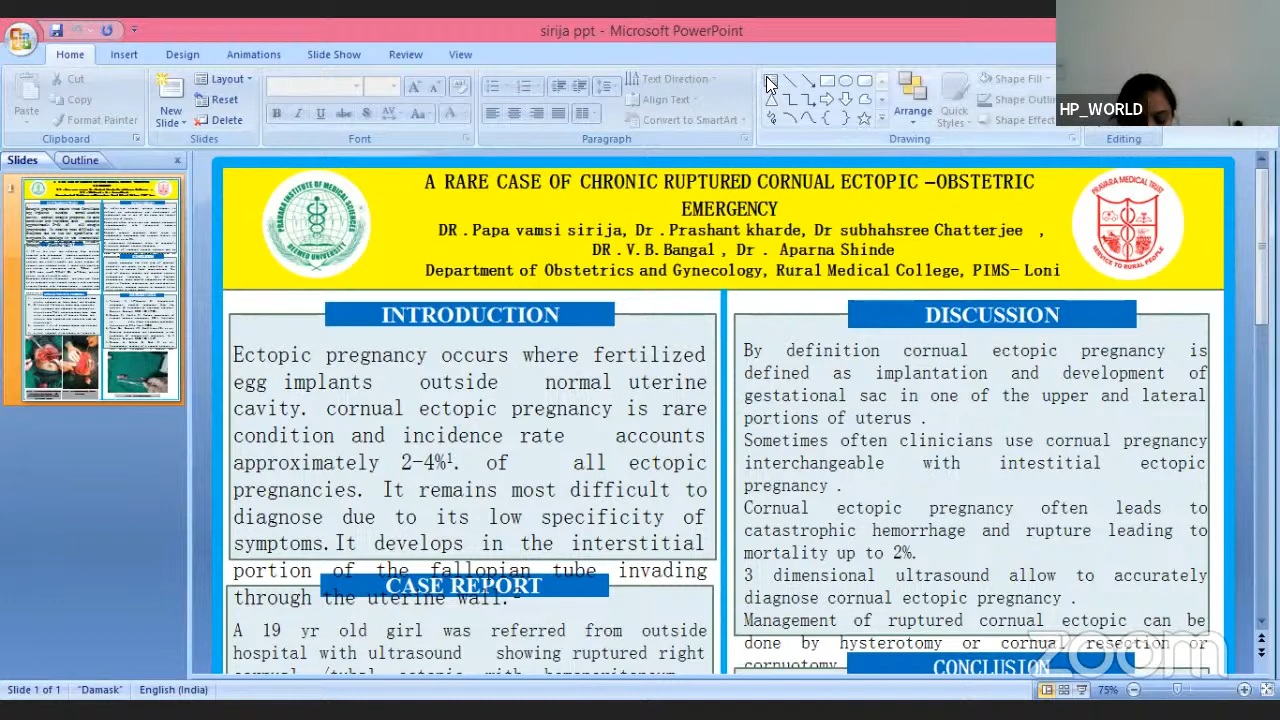 sirija ppt - Microsoft PowerPoint
Home Insert Design Animations Slide Show Review View
Cut
Copy
Format Painter
Paste
Clipboard
New
Slide
Layout
Reset
Delete
Slides
Font
Text Direction
Align Text
Convert to SmartArt
Paragraph
Arrange
Quick
Styles
Shape Fill
Shape Outline
Shape Effects
Drawing
Editing
HP_WORLD
Slides Outline
1
A RARE CASE OF CHRONIC RUPTURED CORNUAL ECTOPIC –OBSTETRIC
EMERGENCY
DR.Papa vamsi sirija, Dr.Prashant kharde, Dr subhahsree Chatterjee ,
DR.V.B.Bangal, Dr. Aparna Shinde
Department of Obstetrics and Gynecology, Rural Medical College, PIMS-Loni
PRAVARA MEDICAL TRUST
SERVICE TO RURAL PEOPLE
INTRODUCTION
Ectopic pregnancy occurs where fertilized
egg implants outside normal uterine
cavity. cornual ectopic pregnancy is rare
condition and incidence rate accounts
approximately 2-4%¹. of all ectopic
pregnancies. It remains most difficult to
diagnose due to its low specificity of
symptoms.It develops in the interstitial
portion of the fallopian tube invading
through the uterine wall.
CASE REPORT
A 19 yr old girl was referred from outside
hospital with ultrasound showing ruptured right
DISCUSSION
By definition cornual ectopic pregnancy is
defined as implantation and development of
gestational sac in one of the upper and lateral
portions of uterus .
Sometimes often clinicians use cornual pregnancy
interchangeable with intestitial ectopic
pregnancy .
Cornual ectopic pregnancy often leads to
catastrophic hemorrhage and rupture leading to
mortality up to 2%.
3 dimensional ultrasound allow to accurately
diagnose cornual ectopic pregnancy .
Management of ruptured cornual ectopic can be
done by hysterotomy or cornual resection or
cornuotomy
CONCLUSION
zoom
Slide 1 of 1 "Damask" English (India) 75%